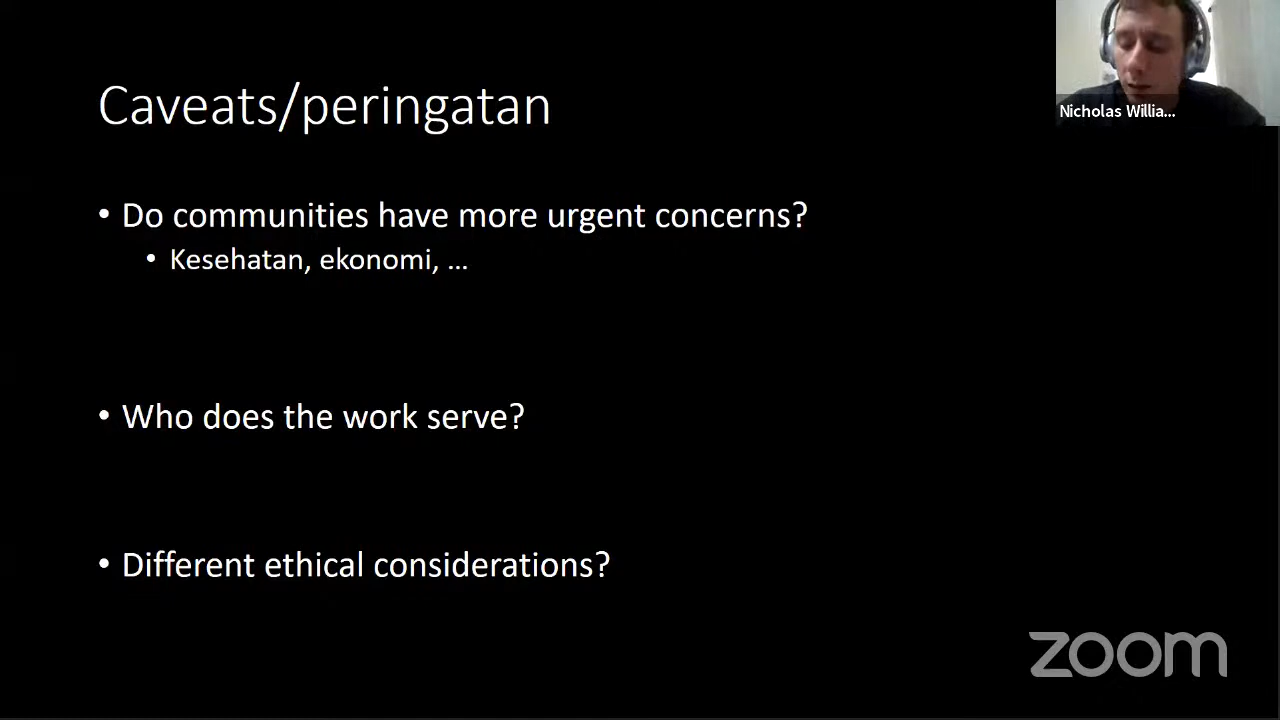 Caveats/peringatan
Nicholas Willia...
• Do communities have more urgent concerns?
• Kesehatan, ekonomi, ...
• Who does the work serve?
• Different ethical considerations?
zoom